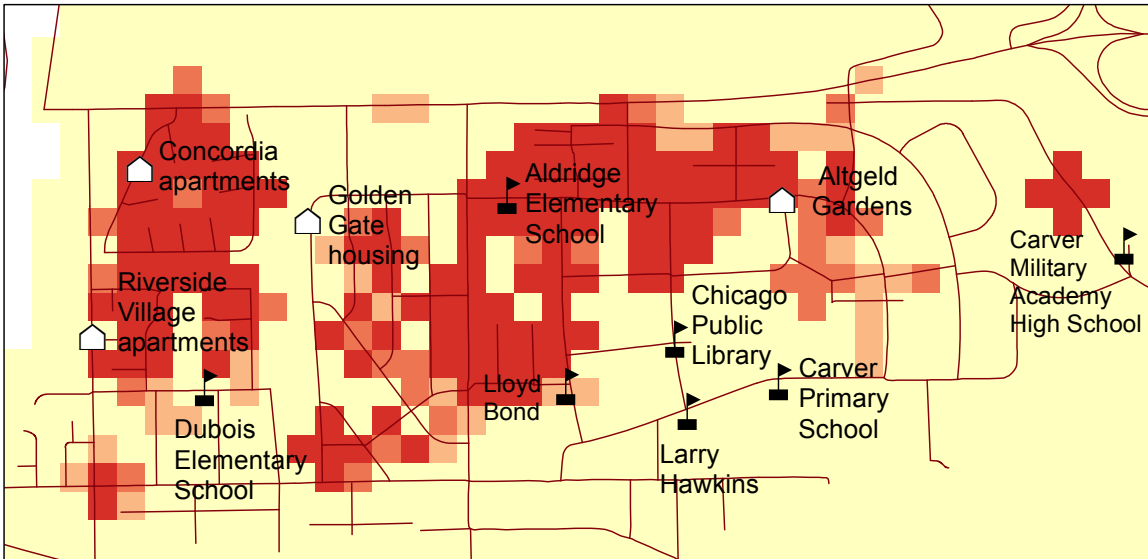 Concordia
apartments
Golden
Gate
housing
Aldridge
Elementary
School
Altgeld
Gardens
Carver
Military
Academy
High School
Riverside
Village
apartments
Chicago
Public
Library
Lloyd
Bond
Carver
Primary
School
Dubois
Elementary
School
Larry
Hawkins